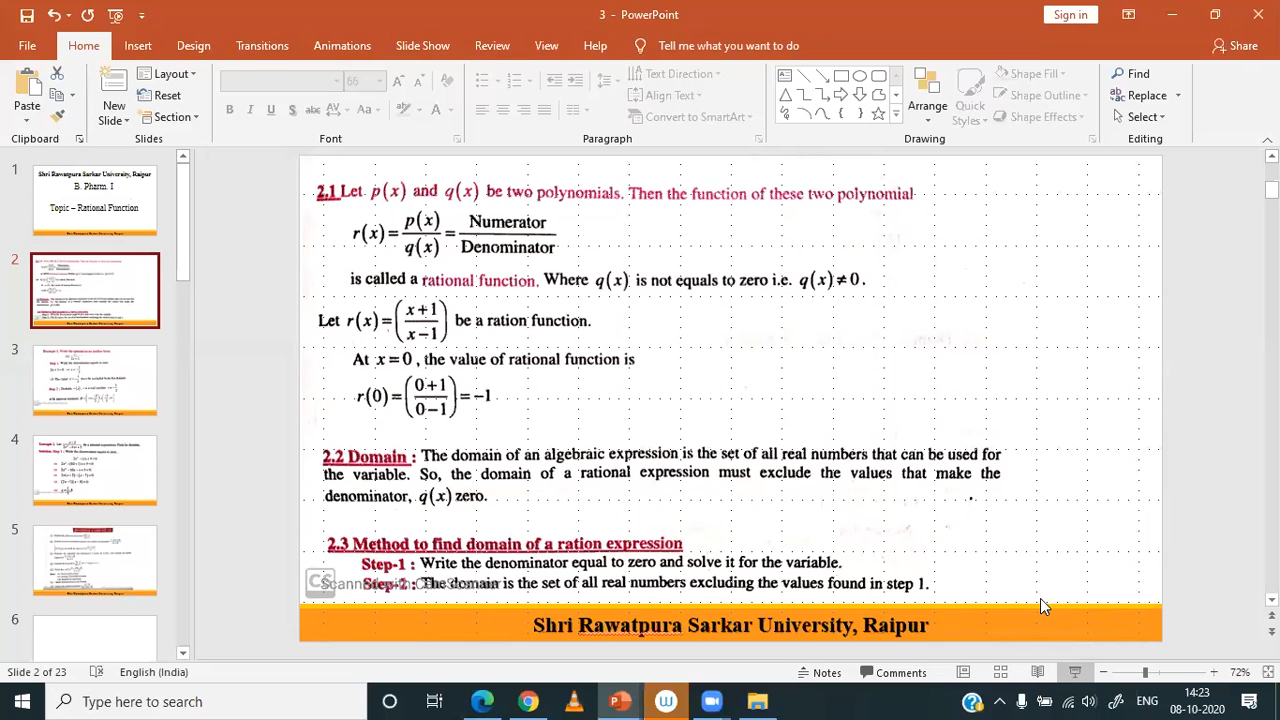 3 - PowerPoint
Sign in
File Home Insert Design Transitions Animations Slide Show Review View Help Tell me what you want to do Share
Paste
Clipboard
New Slide
Layout
Reset
Section
Slides
66
Font
Text Direction
Align Text
Convert to SmartArt
Paragraph
Arrange
Quick Styles
Shape Fill
Shape Outline
Shape Effects
Drawing
Find
Replace
Select
Editing
1
Shri Rawatpura Sarkar University, Raipur
B. Pharm. I
Topic – Rational Function
2
3
4
5
6
2.1 Let p(x) and q(x) be two polynomials. Then the function of these two polynomial
r(x) = p(x)/q(x) = Numerator/Denominator
is called a rational function. Where q(x) is not equals to zero i.e. q(x) ≠ 0.
Let r(x) = (x+1/x−1) be a ration function.
At x = 0, the value of rational function is
r(0) = (0+1/0−1) = −1
2.2 Domain : The domain of an algebraic expression is the set of all real numbers that can be used for
the variable. So, the domain of a rational expression must exclude the values that make the
denominator, q(x) zero.
2.3 Method to find domain of a ration expression
Step-1 : Write the denominator equal to zero and solve it for the variable.
Step-2 : The domain is the set of all real numbers excluding the values found in step 1.
CS
Shri Rawatpura Sarkar University, Raipur
Slide 2 of 23
English (India)
Notes
Comments
72%
Type here to search
ENG
14:23
08-10-2020